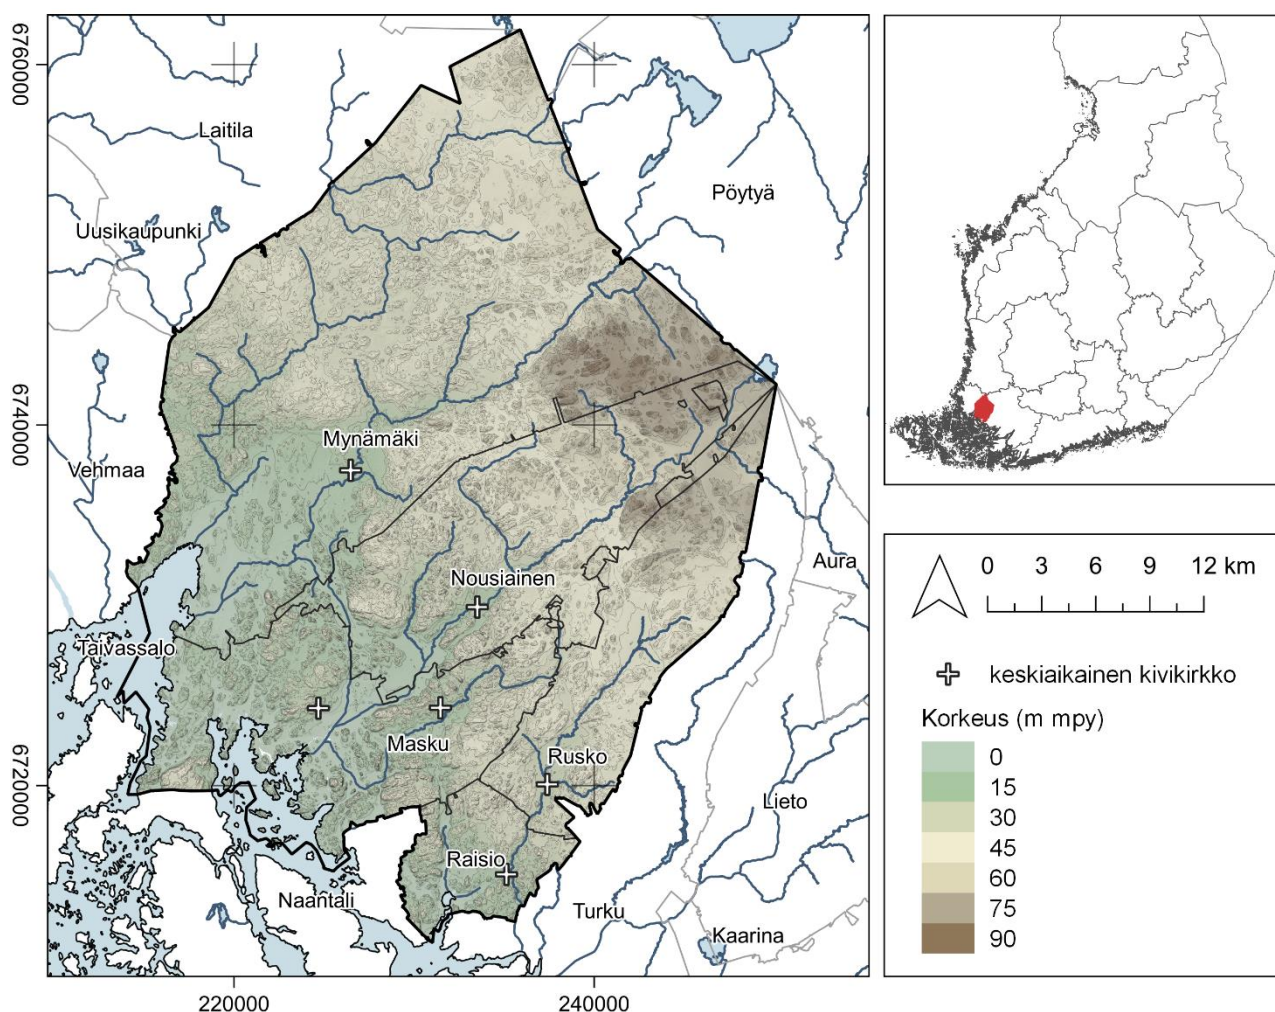 6760000
Laitila
Pöytyä
Uusikaupunki
6740000
Mynämäki
Vehmaa
Nousiainen
Aura
Taivassalo
Masku
Rusko
6720000
Lieto
Raisio
Naantali
Turku
Kaarina
220000
240000
0 3 6 9 12 km
keskiaikainen kivikirkko
Korkeus (m mpy)
0
15
30
45
60
75
90